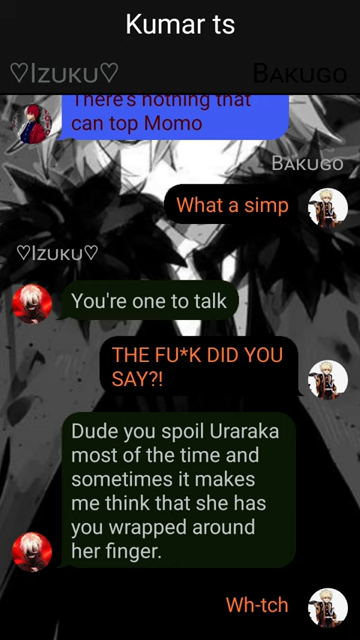 Kumar ts
♡Izuku♡ Bakugo
There's nothing that
can top Momo
Bakugo
What a simp
♡Izuku♡
You're one to talk
THE FU*K DID YOU
SAY?!
Dude you spoil Uraraka
most of the time and
sometimes it makes
me think that she has
you wrapped around
her finger.
Wh-tch